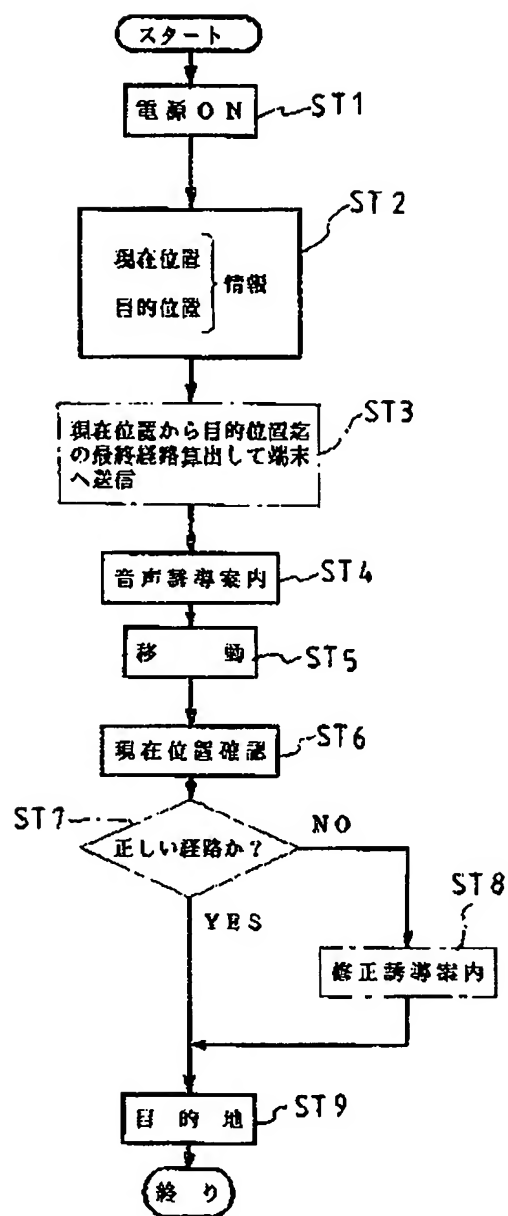 スタート
電源ON
ST1
ST2
現在位置
目的位置
情報
ST3
現在位置から目的位置迄
の最終経路算出して端末
へ送信
音声誘導案内
ST4
移 動
ST5
現在位置確認
ST6
ST7
正しい経路か?
NO
YES
ST8
修正誘導案内
目 的 地
ST9
終 り